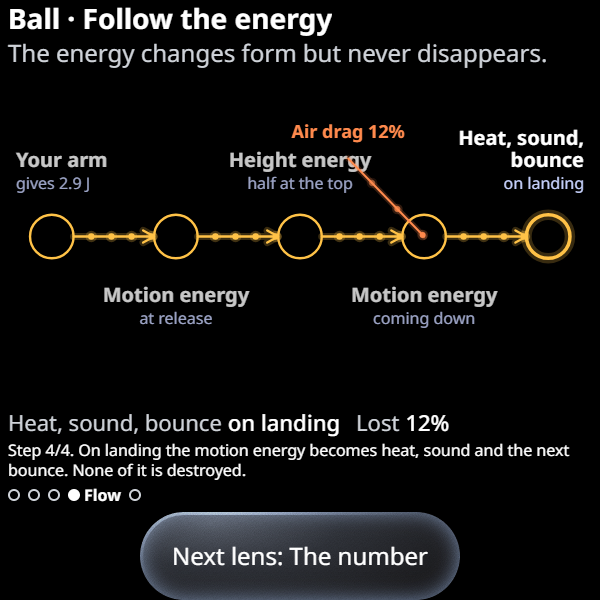 Ball · Follow the energy
The energy changes form but never disappears.
Air drag 12%
Your arm
gives 2.9 J
Height energy
half at the top
Heat, sound,
bounce
on landing
Motion energy
at release
Motion energy
coming down
Heat, sound, bounce on landing Lost 12%
Step 4/4. On landing the motion energy becomes heat, sound and the next
bounce. None of it is destroyed.
Flow
Next lens: The number